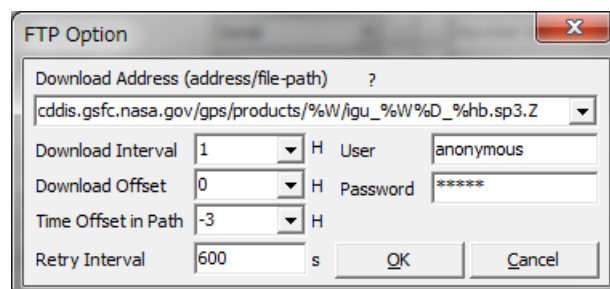 FTP Option
Download Address (address/file-path) ?
cddis.gsfc.nasa.gov/gps/products/%W/igu_%W%D_%hb.sp3.Z
Download Interval 1 H User anonymous
Download Offset 0 H Password *****
Time Offset in Path -3 H
Retry Interval 600 s OK Cancel